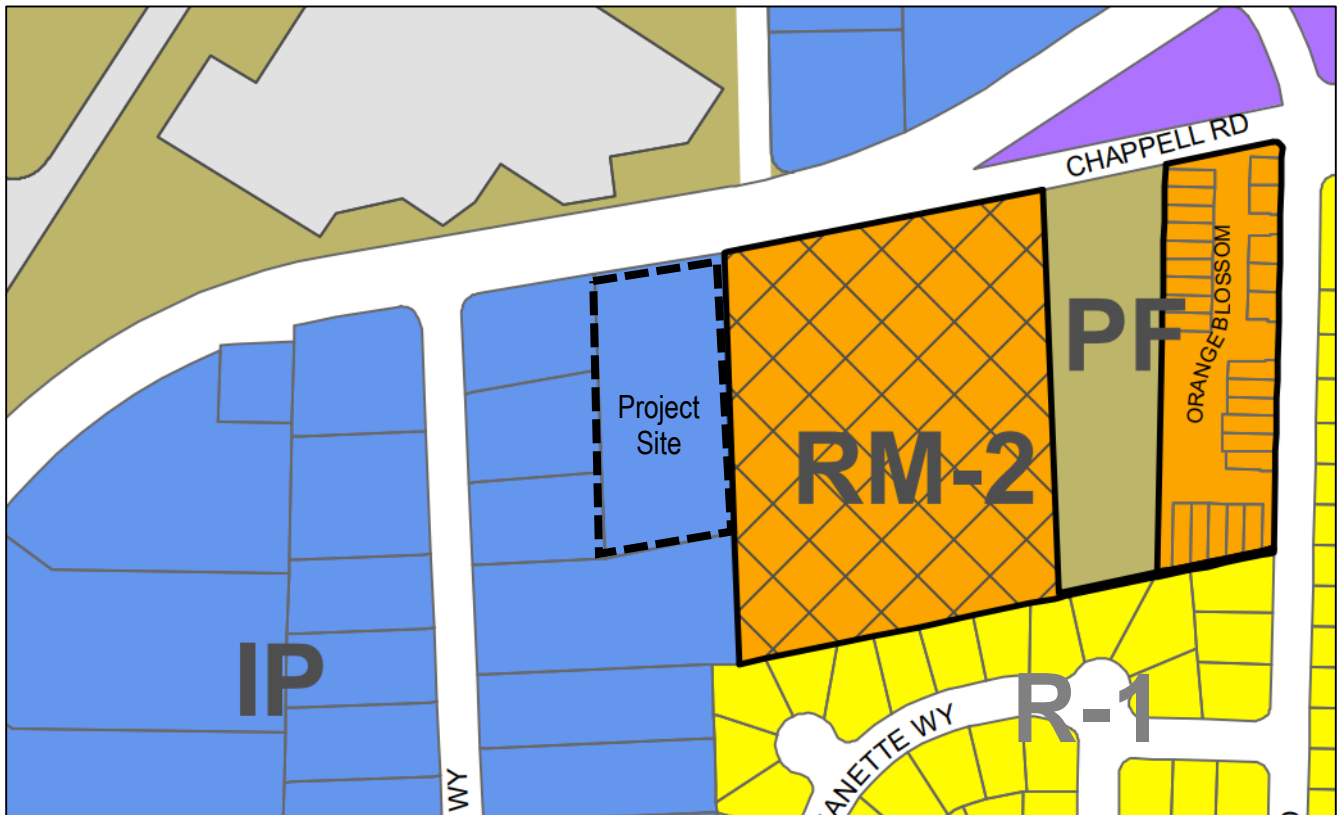 CHAPPELL RD
PF
ORANGE BLOSSOM
Project
Site
RM-2
IP
R-1
ANETTE WY
WY